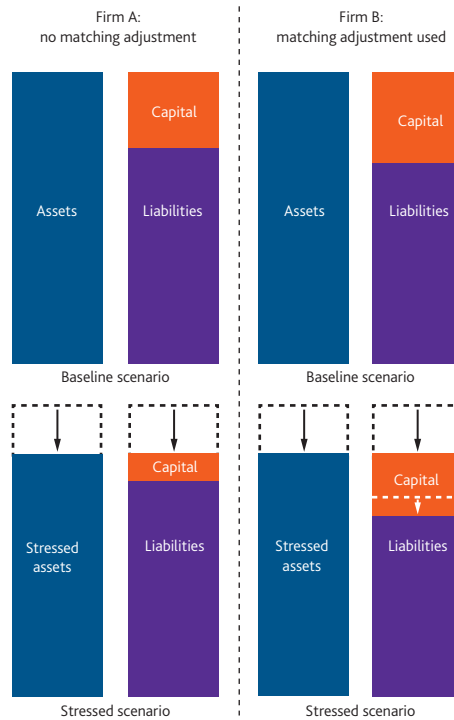 Firm A:
no matching adjustment
Firm B:
matching adjustment used
Capital
Assets
Liabilities
Capital
Assets
Liabilities
Baseline scenario
Baseline scenario
Capital
Stressed
assets
Liabilities
Capital
Stressed
assets
Liabilities
Stressed scenario
Stressed scenario